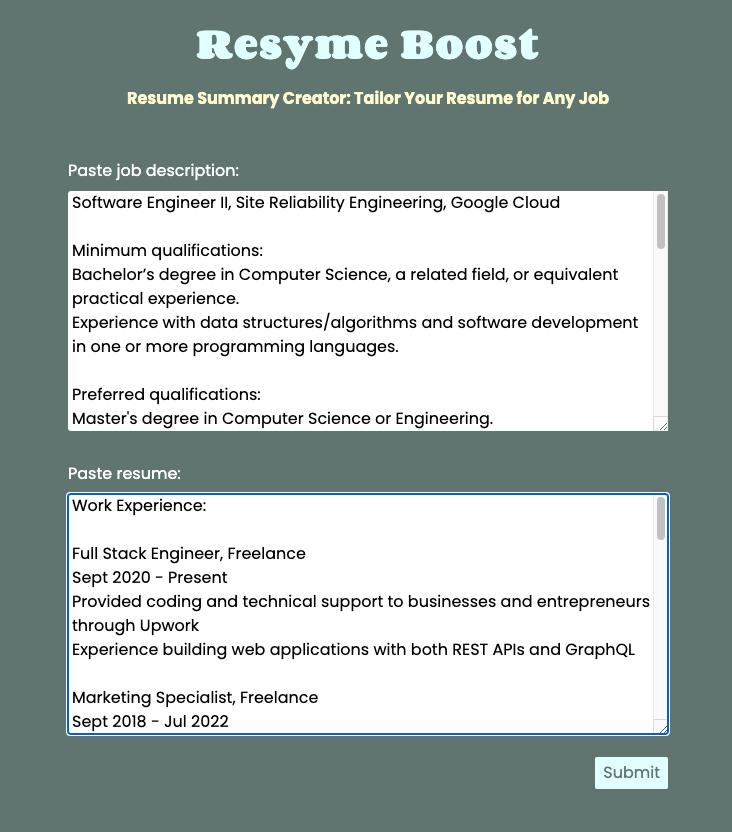 Resyme Boost
Resume Summary Creator: Tailor Your Resume for Any Job
Paste job description:
Software Engineer II, Site Reliability Engineering, Google Cloud
Minimum qualifications:
Bachelor’s degree in Computer Science, a related field, or equivalent
practical experience.
Experience with data structures/algorithms and software development
in one or more programming languages.
Preferred qualifications:
Master's degree in Computer Science or Engineering.
Paste resume:
Work Experience:
Full Stack Engineer, Freelance
Sept 2020 - Present
Provided coding and technical support to businesses and entrepreneurs
through Upwork
Experience building web applications with both REST APIs and GraphQL
Marketing Specialist, Freelance
Sept 2018 - Jul 2022
Submit